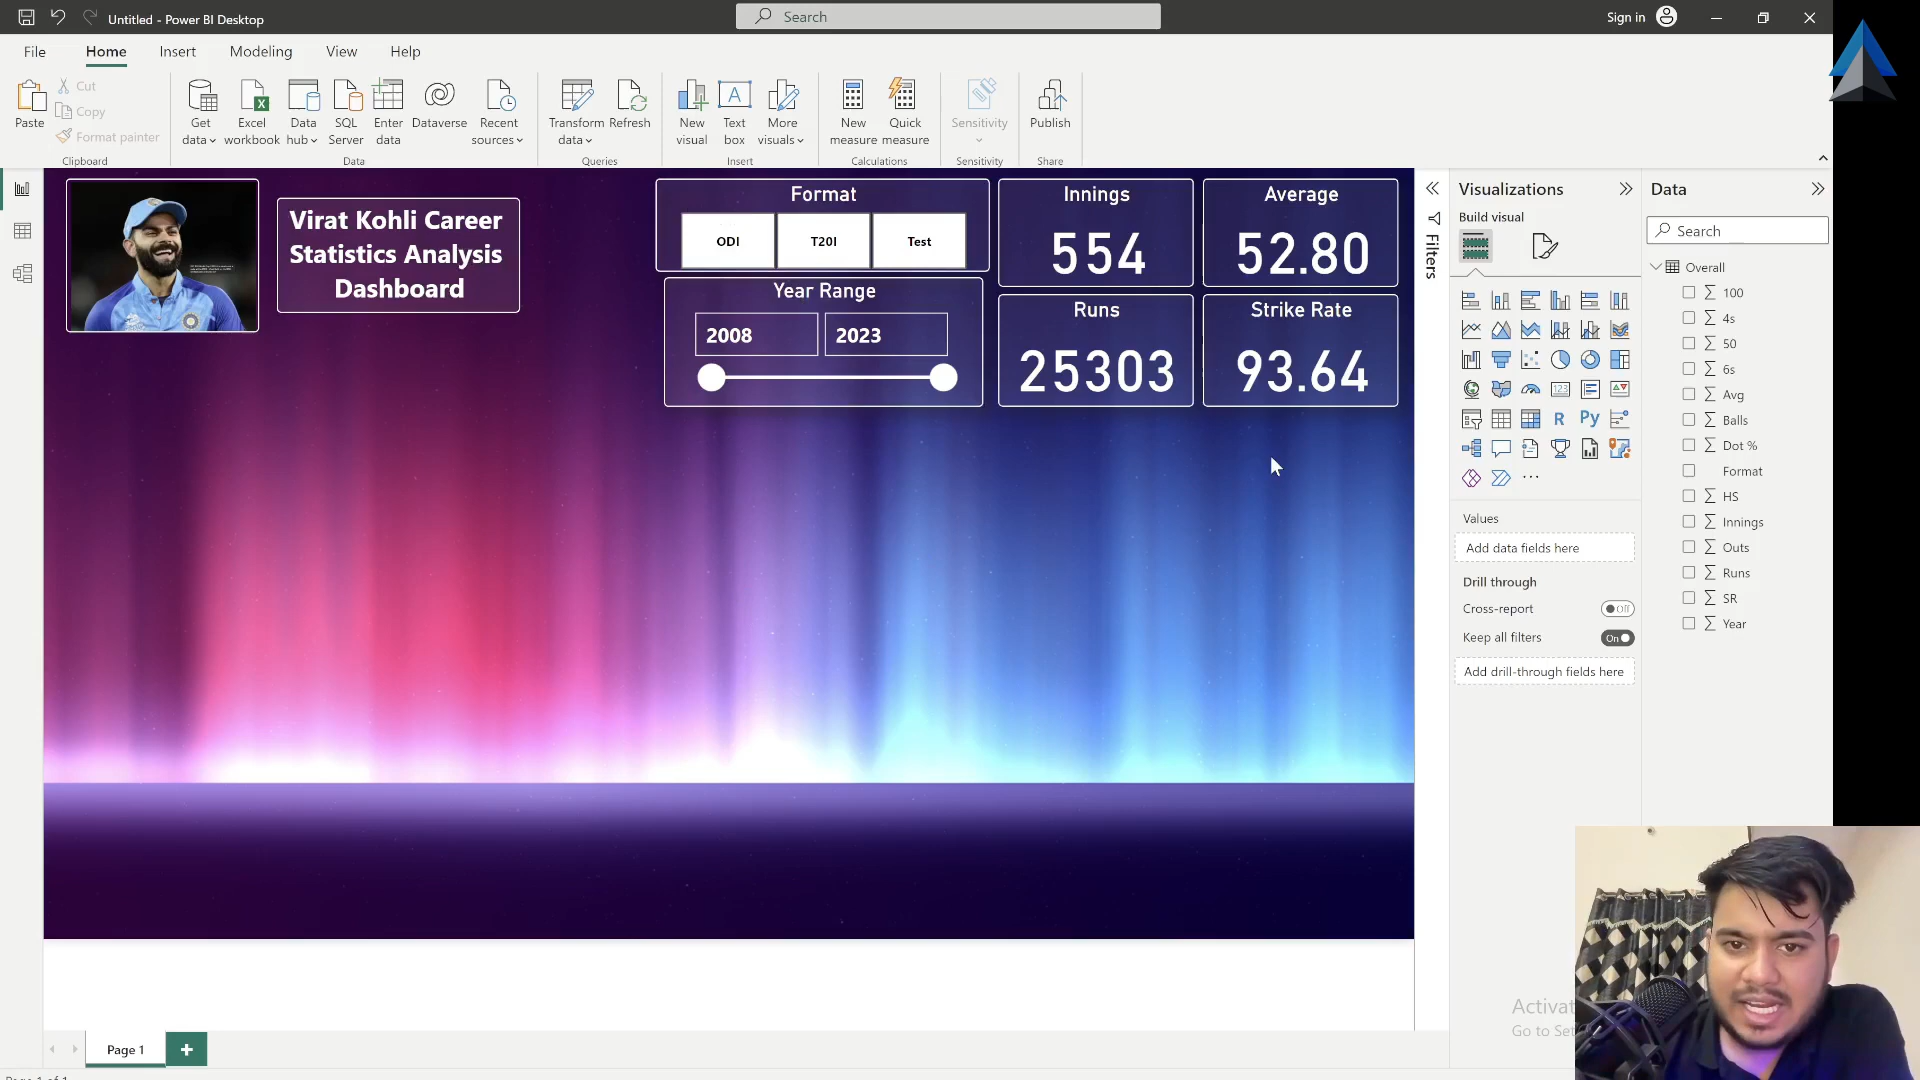 Untitled - Power BI Desktop
Search
Sign in
File
Home
Insert
Modeling
View
Help
Paste
Cut
Copy
Format painter
Clipboard
Get data
Excel workbook
Data hub
SQL Server
Enter data
Dataverse
Recent sources
Data
Transform data
Refresh
Queries
New visual
Text box
More visuals
Insert
New measure
Quick measure
Calculations
Sensitivity
Sensitivity
Publish
Share
Virat Kohli Career
Statistics Analysis
Dashboard
Format
ODI
T20I
Test
Year Range
2008
2023
Innings
554
Average
52.80
Runs
25303
Strike Rate
93.64
Filters
Visualizations
Build visual
123
R
Py
Values
Add data fields here
Drill through
Cross-report
Off
Keep all filters
On
Add drill-through fields here
Data
Search
Overall
100
4s
50
6s
Avg
Balls
Dot %
Format
HS
Innings
Outs
Runs
SR
Year
Page 1
Page 1 of 1